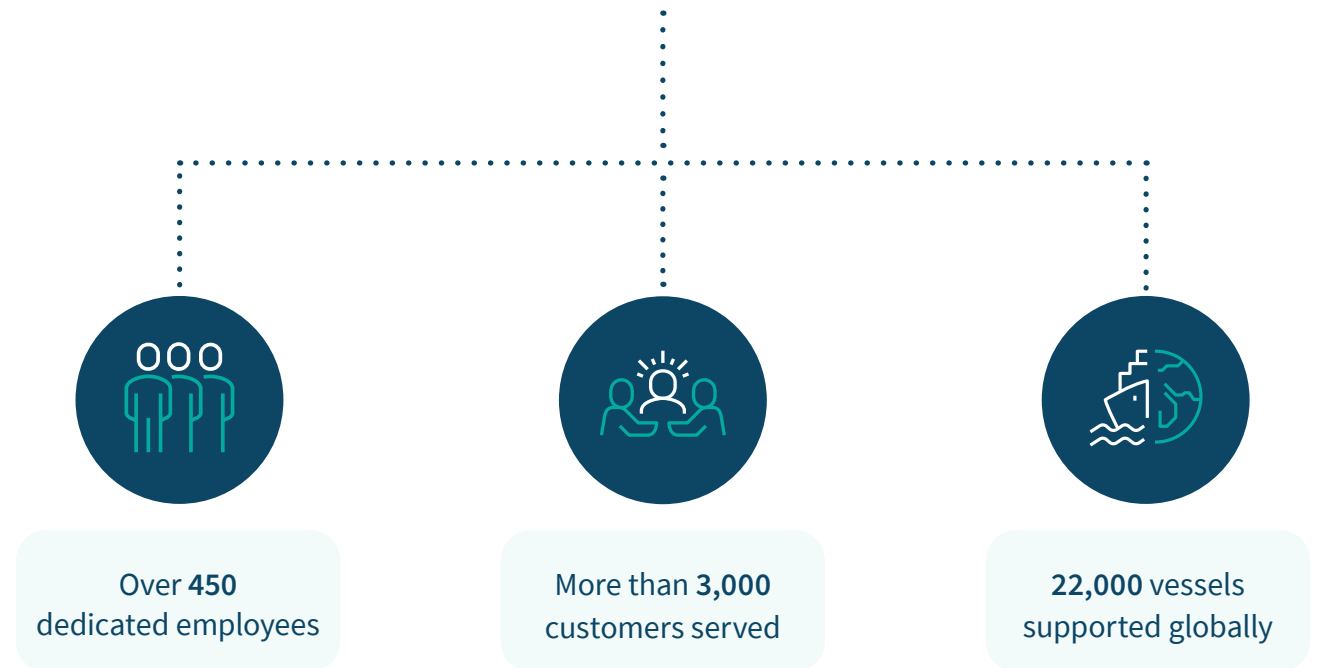 Over 450
dedicated employees
More than 3,000
customers served
22,000 vessels
supported globally